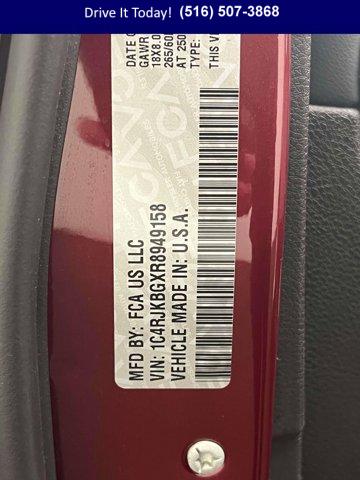 Drive It Today! (516) 507-3868
MFD BY: FCA US LLC
VIN: 1C4RJKBGXR8949158
VEHICLE MADE IN: U.S.A.
DATE
GAWR
18X8.0
265/60
AT 250
TYPE:
THIS
FCA